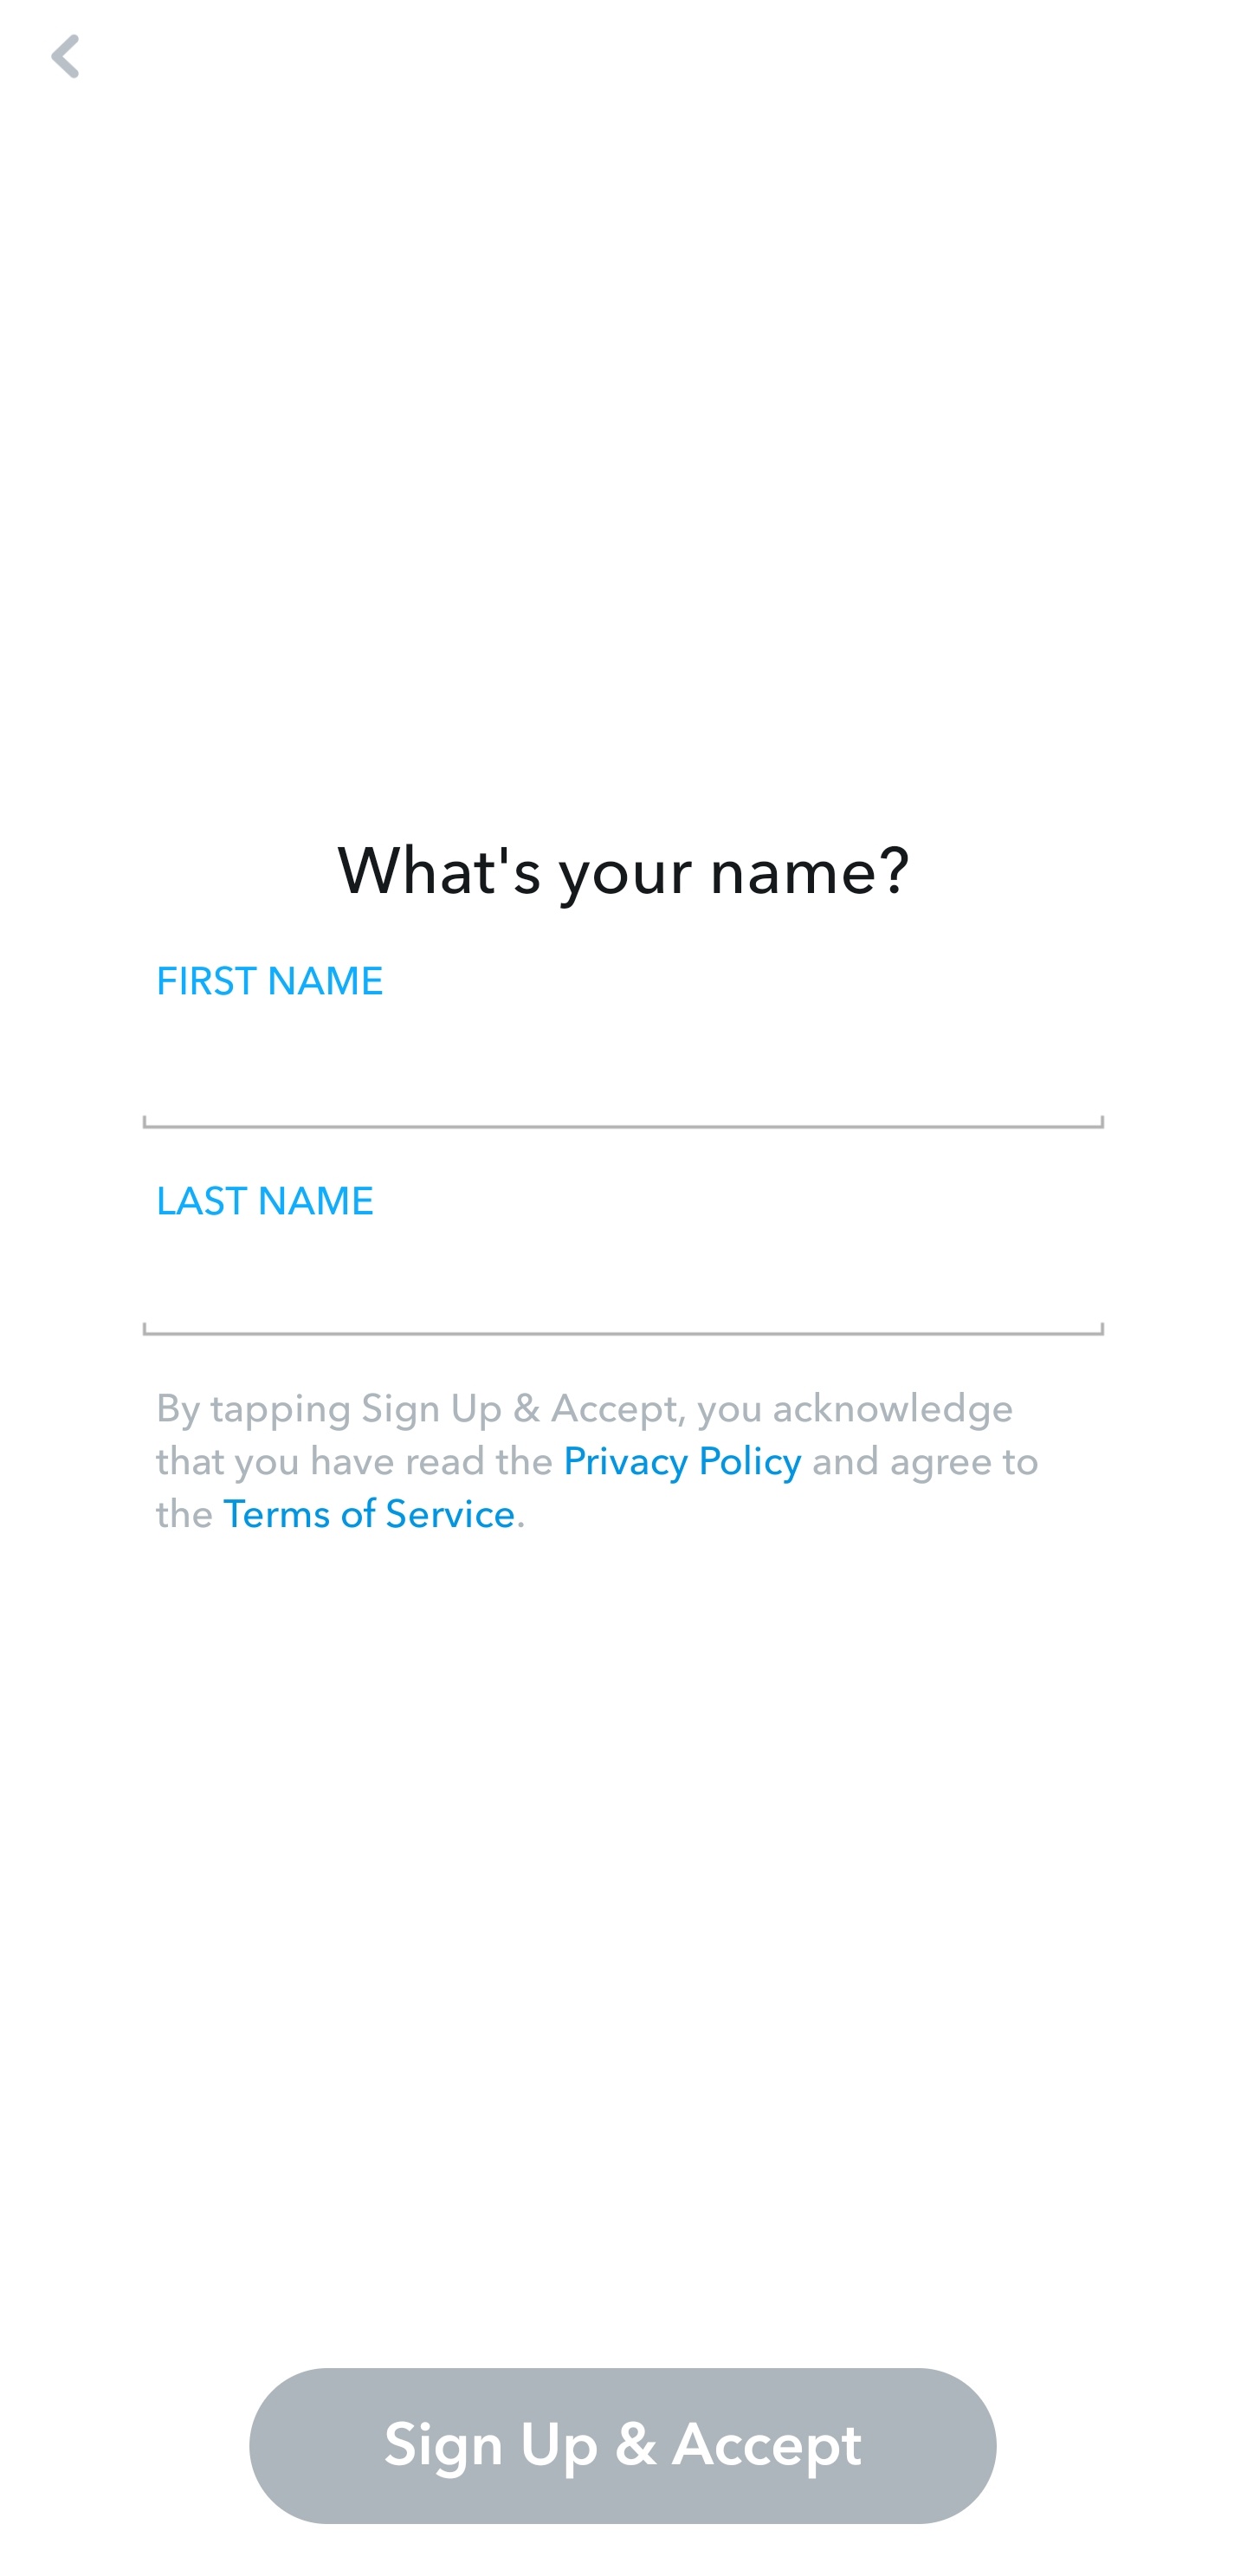 What's your name?
FIRST NAME
LAST NAME
By tapping Sign Up & Accept, you acknowledge
that you have read the Privacy Policy and agree to
the Terms of Service.
Sign Up & Accept